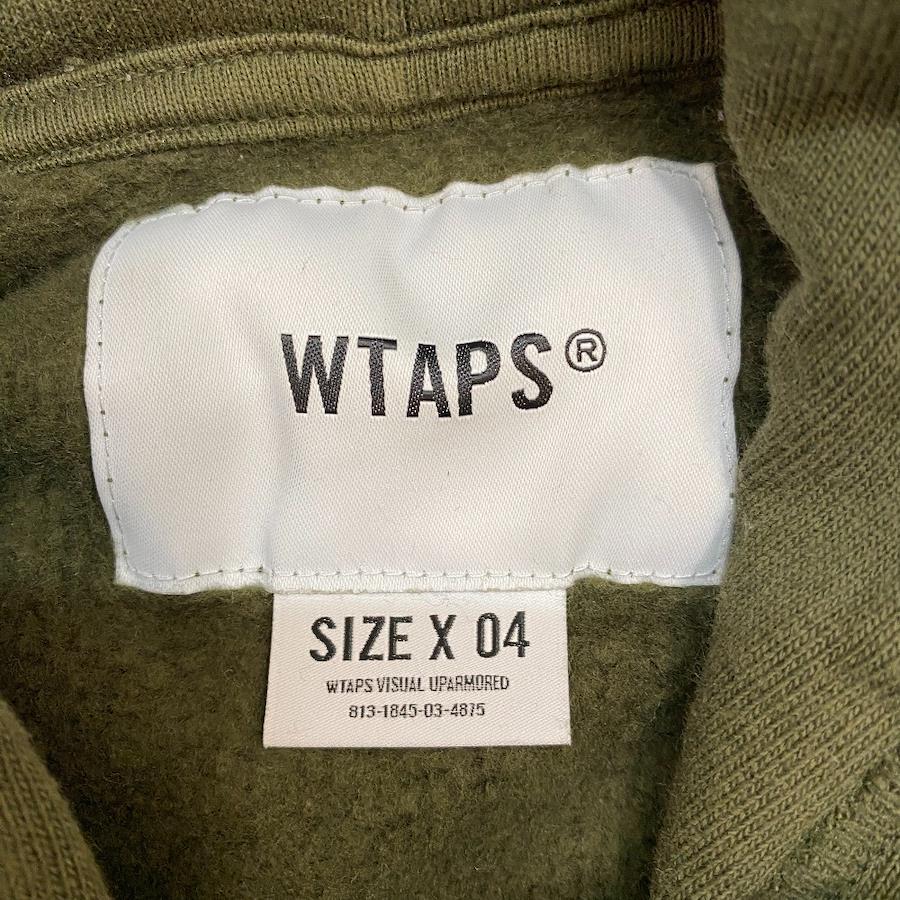 WTAPS®
SIZE X 04
WTAPS VISUAL UPARMORED
813-1845-03-4875